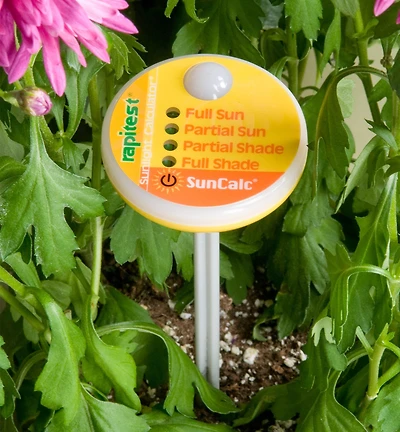 rapitest®
Sunlight Calculator
Full Sun
Partial Sun
Partial Shade
Full Shade
SunCalc®